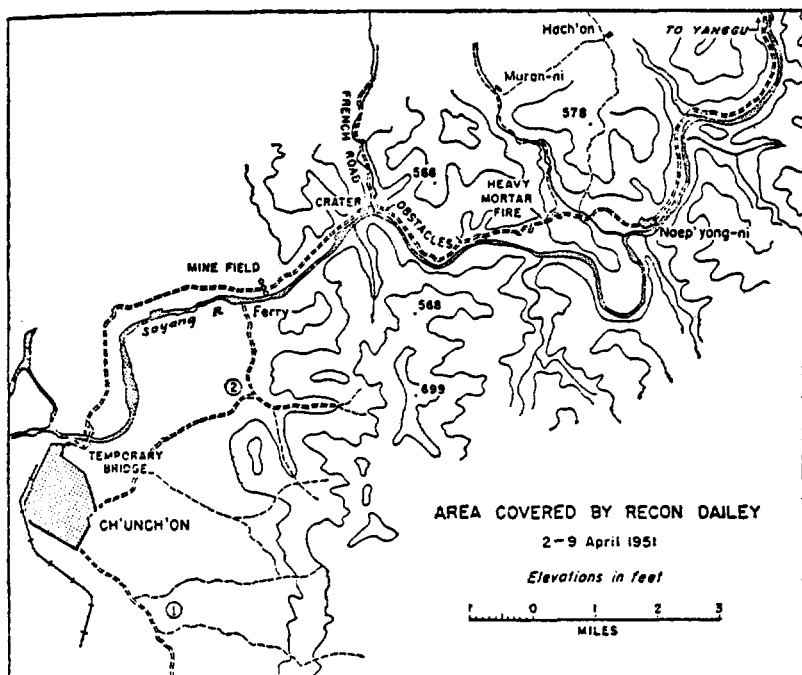 Hach'on
TO YANGGU
Muran-ni
578
FRENCH ROAD
566
CRATER
OBSTACLES
HEAVY
MORTAR
FIRE
Naep'yong-ni
MINE FIELD
Ferry
Soyang R
568
2
699
TEMPORARY
BRIDGE
CH'UNCH'ON
1
AREA COVERED BY RECON DAILEY
2-9 April 1951
Elevations in feet
1 0 1 2 3
MILES